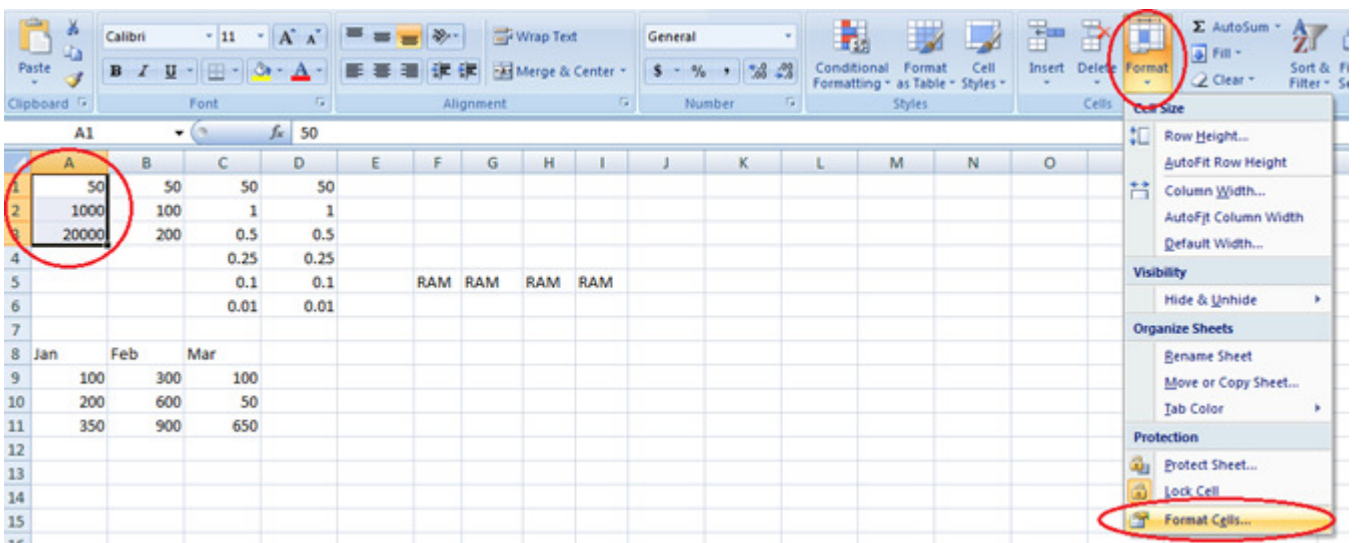 Calibri 11 A A Wrap Text General Σ AutoSum
Fill
Paste B I U A Merge & Center $ % , Conditional Formatting Format as Table Cell Styles Insert Delete Format Clear Sort & Filter
Clipboard Font Alignment Number Styles Cells
A1 fx 50
A B C D E F G H I J K L M N O
1 50 50 50 50
2 1000 100 1 1
3 20000 200 0.5 0.5
4 0.25 0.25
5 0.1 0.1 RAM RAM RAM RAM
6 0.01 0.01
7
8 Jan Feb Mar
9 100 300 100
10 200 600 50
11 350 900 650
12
13
14
15
Cell Size
Row Height...
AutoFit Row Height
Column Width...
AutoFit Column Width
Default Width...
Visibility
Hide & Unhide
Organize Sheets
Rename Sheet
Move or Copy Sheet...
Tab Color
Protection
Protect Sheet...
Lock Cell
Format Cells...